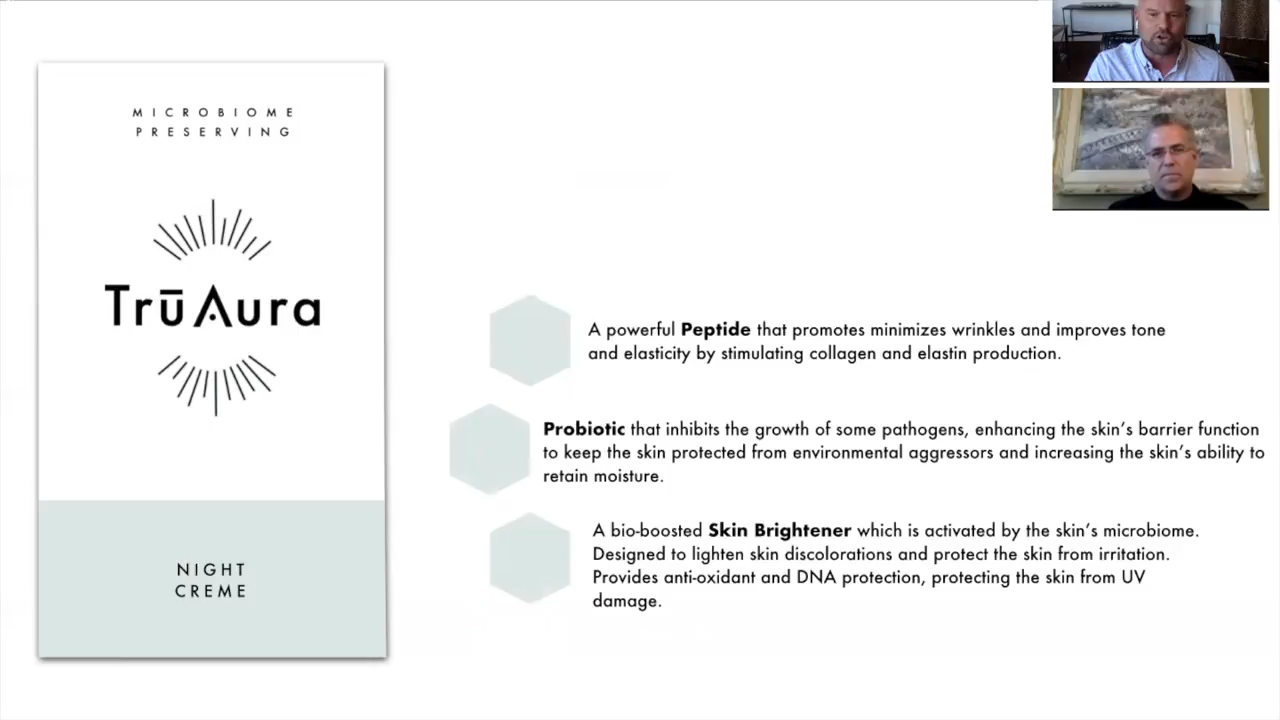 MICROBIOME
PRESERVING
TrūAura
NIGHT
CREME
A powerful Peptide that promotes minimizes wrinkles and improves tone
and elasticity by stimulating collagen and elastin production.
Probiotic that inhibits the growth of some pathogens, enhancing the skin’s barrier function
to keep the skin protected from environmental aggressors and increasing the skin’s ability to
retain moisture.
A bio-boosted Skin Brightener which is activated by the skin’s microbiome.
Designed to lighten skin discolorations and protect the skin from irritation.
Provides anti-oxidant and DNA protection, protecting the skin from UV
damage.